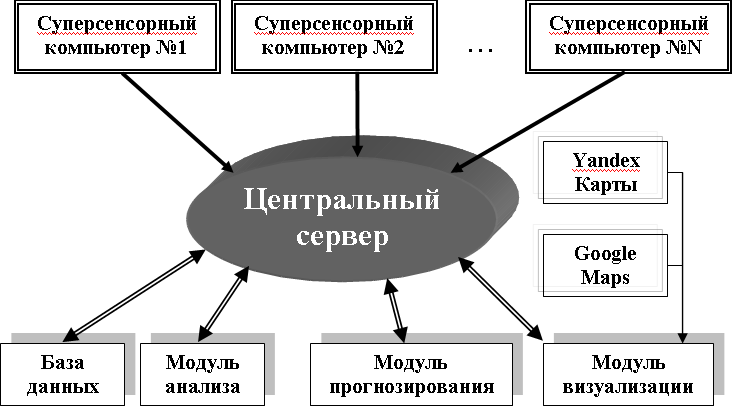 Суперсенсорный
компьютер №1
Суперсенсорный
компьютер №2
...
Суперсенсорный
компьютер №N
Центральный
сервер
Yandex
Карты
Google
Maps
База
данных
Модуль
анализа
Модуль
прогнозирования
Модуль
визуализации